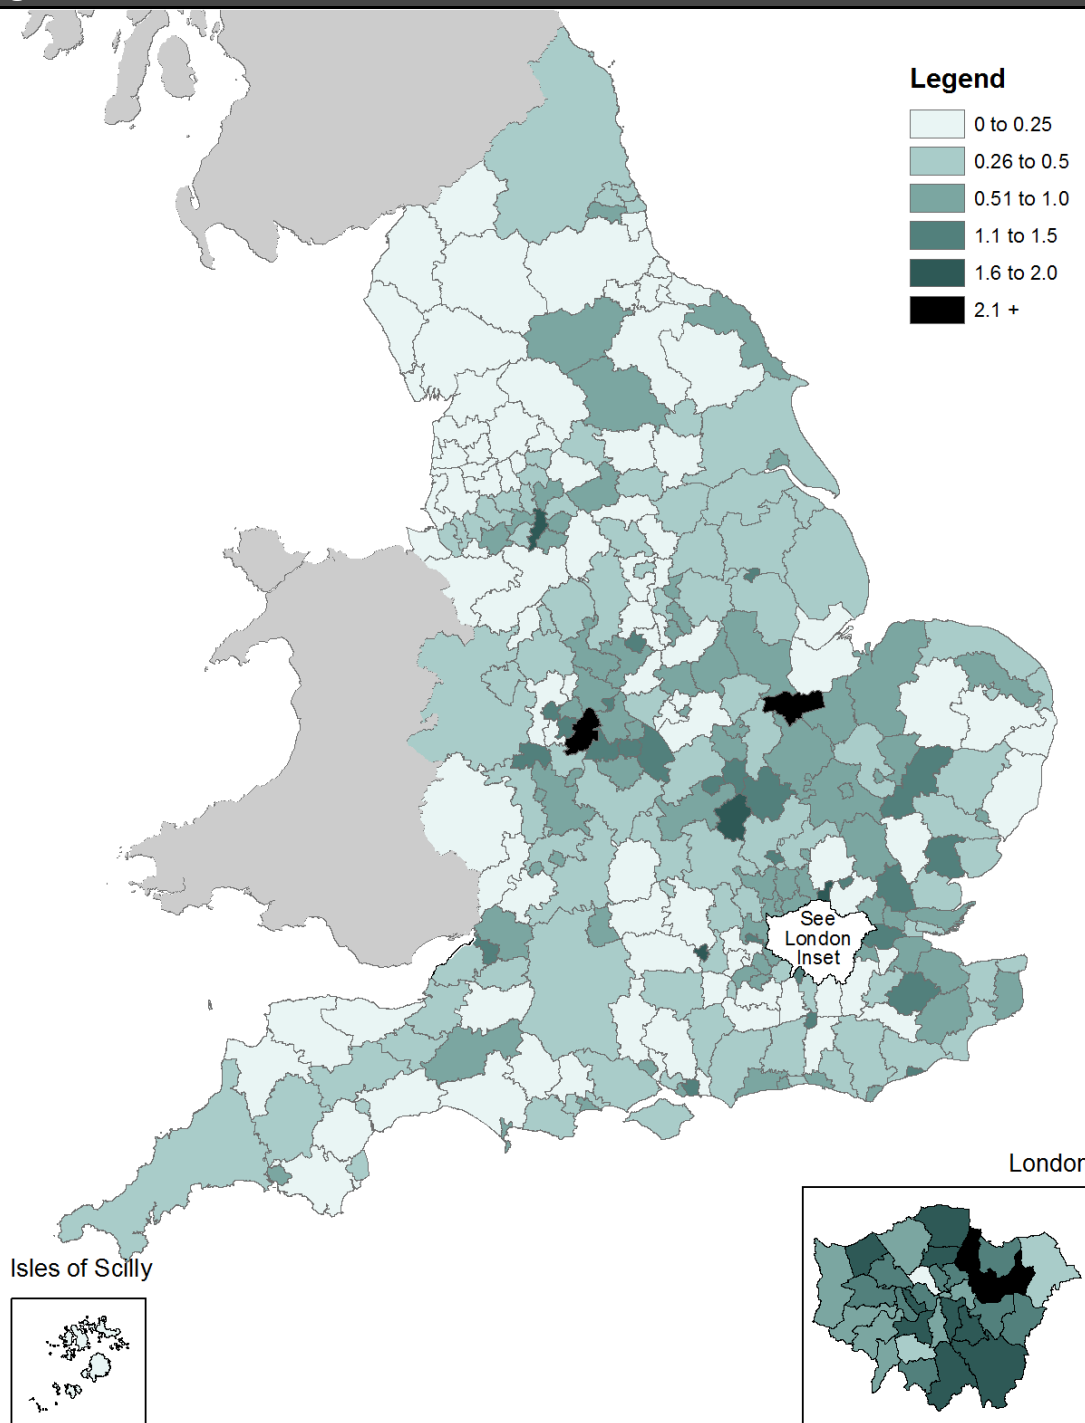 Legend
0 to 0.25
0.26 to 0.5
0.51 to 1.0
1.1 to 1.5
1.6 to 2.0
2.1 +
See
London
Inset
London
Isles of Scilly